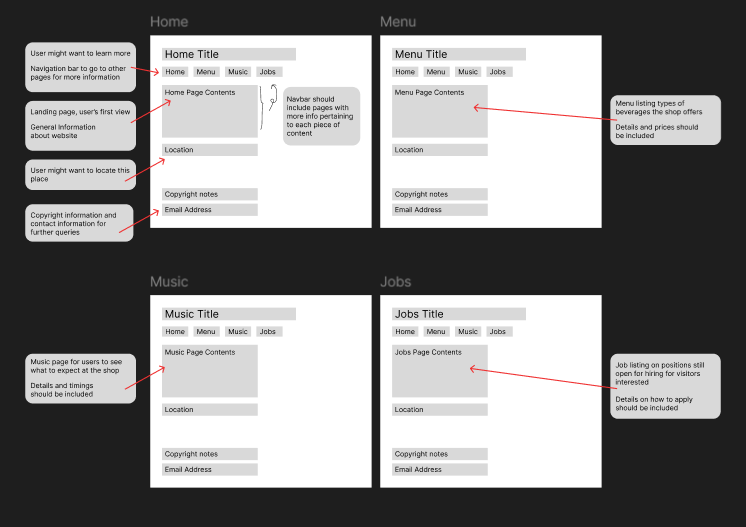 Home
User might want to learn more
Navigation bar to go to other
pages for more information
Landing page, user's first view
General Information
about website
User might want to locate this
place
Copyright information and
contact information for
further queries
Home Title
Home Menu Music Jobs
Home Page Contents
Location
Copyright notes
Email Address
Navbar should
include pages with
more info pertaining
to each piece of
content
Menu
Menu Title
Home Menu Music Jobs
Menu Page Contents
Location
Copyright notes
Email Address
Menu listing types of
beverages the shop offers
Details and prices should
be included
Music
Music page for users to see
what to expect at the shop
Details and timings
should be included
Music Title
Home Menu Music Jobs
Music Page Contents
Location
Copyright notes
Email Address
Jobs
Jobs Title
Home Menu Music Jobs
Jobs Page Contents
Location
Copyright notes
Email Address
Job listing on positions still
open for hiring for visitors
interested
Details on how to apply
should be included